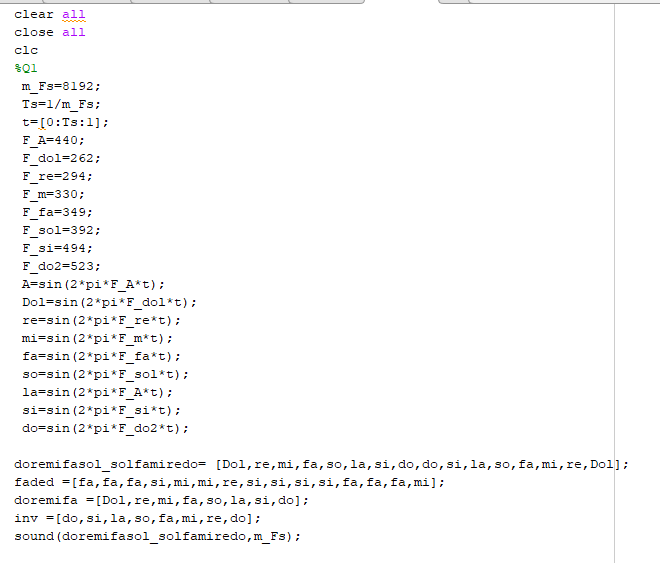 clear all
close all
clc
%Q1
m_Fs=8192;
Ts=1/m_Fs;
t=[0:Ts:1];
F_A=440;
F_dol=262;
F_re=294;
F_m=330;
F_fa=349;
F_sol=392;
F_si=494;
F_do2=523;
A=sin(2*pi*F_A*t);
Dol=sin(2*pi*F_dol*t);
re=sin(2*pi*F_re*t);
mi=sin(2*pi*F_m*t);
fa=sin(2*pi*F_fa*t);
so=sin(2*pi*F_sol*t);
la=sin(2*pi*F_A*t);
si=sin(2*pi*F_si*t);
do=sin(2*pi*F_do2*t);
doremifasol_solfamiredo= [Dol,re,mi,fa,so,la,si,do,do,si,la,so,fa,mi,re,Dol];
faded =[fa,fa,fa,si,mi,mi,re,si,si,si,si,fa,fa,fa,mi];
doremifa =[Dol,re,mi,fa,so,la,si,do];
inv =[do,si,la,so,fa,mi,re,do];
sound(doremifasol_solfamiredo,m_Fs);